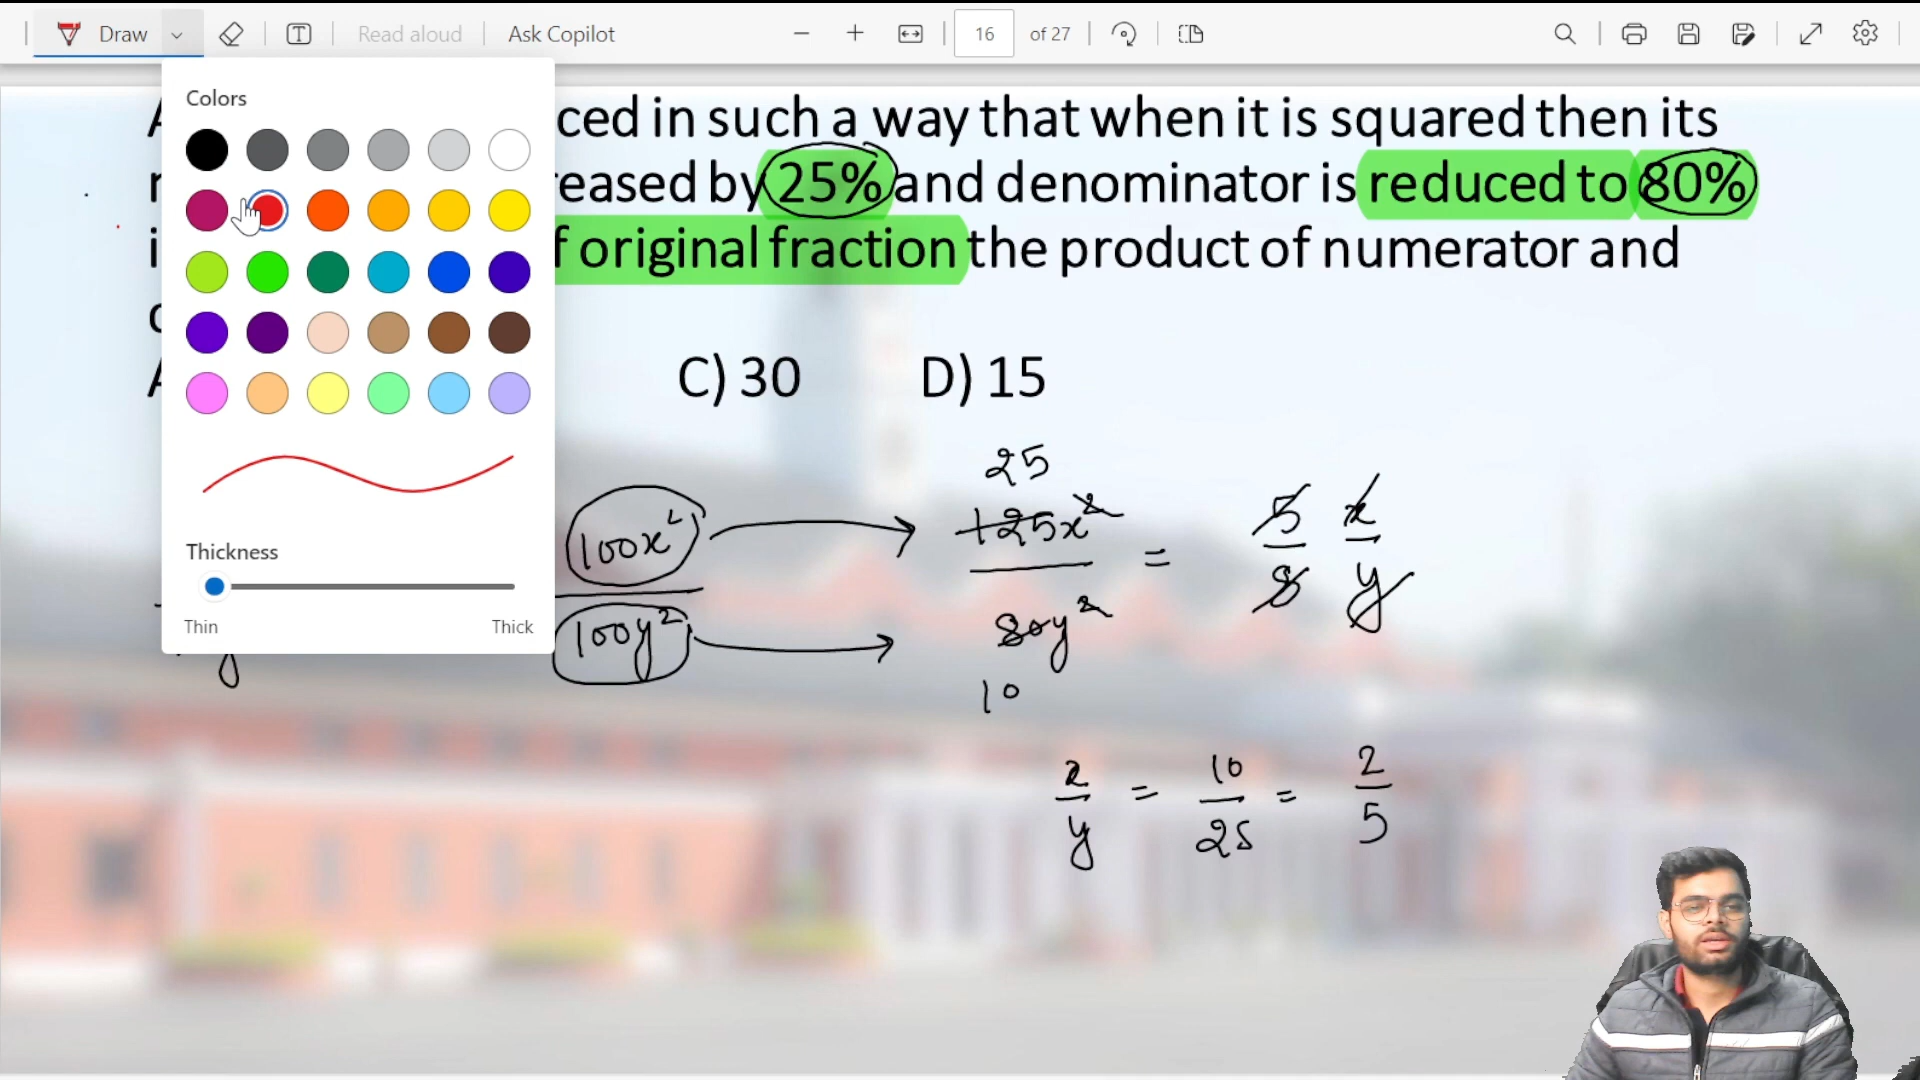 Draw Read aloud Ask Copilot 16 of 27
Colors
ced in such a way that when it is squared then its
reased by 25% and denominator is reduced to 80%
f original fraction the product of numerator and
C) 30 D) 15
Thickness
Thin Thick
25
100x² 125x² = 5 x
100y² 80y² 8 y
10
y
2 = 10 = 2
y 25 5